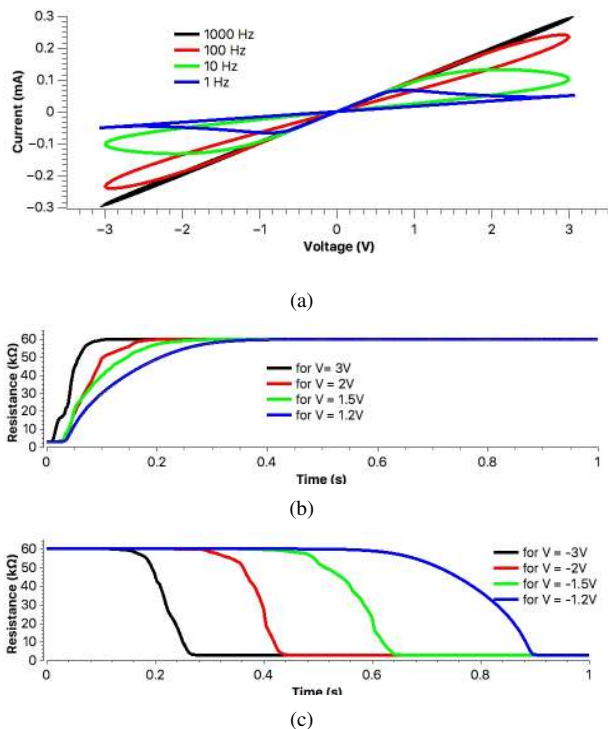 0.3
0.2
0.1
0
−0.1
−0.2
−0.3
Current (mA)
1000 Hz
100 Hz
10 Hz
1 Hz
−3 −2 −1 0 1 2 3
Voltage (V)
(a)
60
50
40
30
20
10
0
Resistance (kΩ)
for V= 3V
for V = 2V
for V = 1.5V
for V = 1.2V
0 0.2 0.4 0.6 0.8 1
Time (s)
(b)
60
50
40
30
20
10
0
Resistance (kΩ)
for V = -3V
for V = -2V
for V = -1.5V
for V = -1.2V
0 0.2 0.4 0.6 0.8 1
Time (s)
(c)